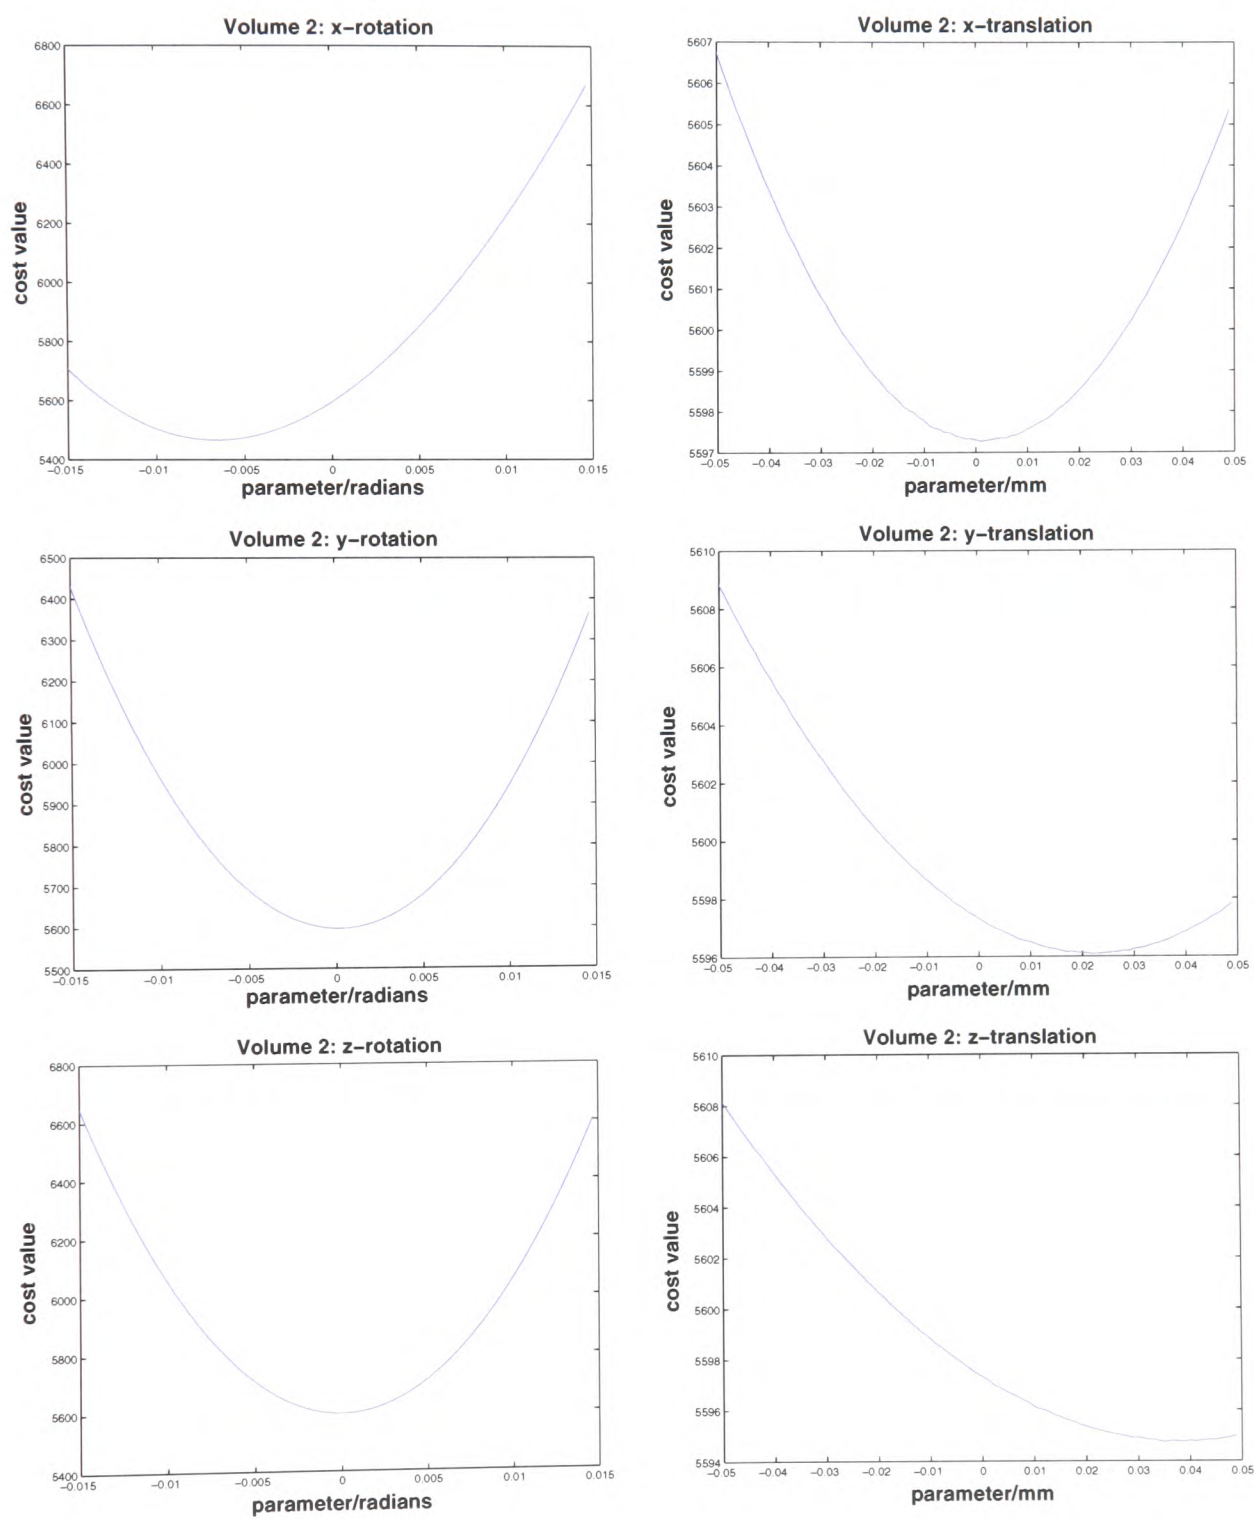 Volume 2: x-rotation
6800
6600
6400
6200
6000
5800
5600
5400
cost value
-0.015 -0.01 -0.005 0 0.005 0.01 0.015
parameter/radians
Volume 2: x-translation
5607
5606
5605
5604
5603
5602
5601
5600
5599
5598
5597
cost value
-0.05 -0.04 -0.03 -0.02 -0.01 0 0.01 0.02 0.03 0.04 0.05
parameter/mm
Volume 2: y-rotation
6500
6400
6300
6200
6100
6000
5900
5800
5700
5600
5500
cost value
-0.015 -0.01 -0.005 0 0.005 0.01 0.015
parameter/radians
Volume 2: y-translation
5610
5608
5606
5604
5602
5600
5598
5596
cost value
-0.05 -0.04 -0.03 -0.02 -0.01 0 0.01 0.02 0.03 0.04 0.05
parameter/mm
Volume 2: z-rotation
6800
6600
6400
6200
6000
5800
5600
5400
cost value
-0.015 -0.01 -0.005 0 0.005 0.01 0.015
parameter/radians
Volume 2: z-translation
5610
5608
5606
5604
5602
5600
5598
5596
5594
cost value
-0.05 -0.04 -0.03 -0.02 -0.01 0 0.01 0.02 0.03 0.04 0.05
parameter/mm